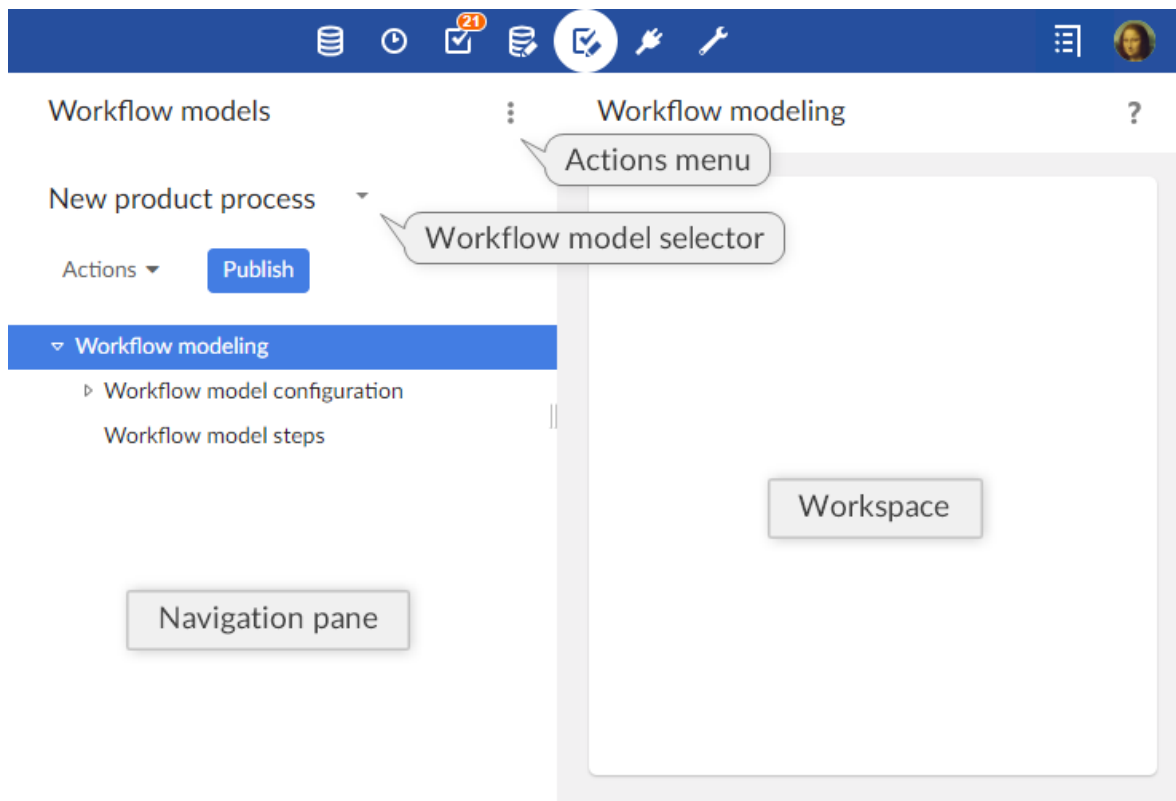 21
Workflow models
Workflow modeling
?
Actions menu
New product process
Workflow model selector
Actions
Publish
Workflow modeling
Workflow model configuration
Workflow model steps
Workspace
Navigation pane